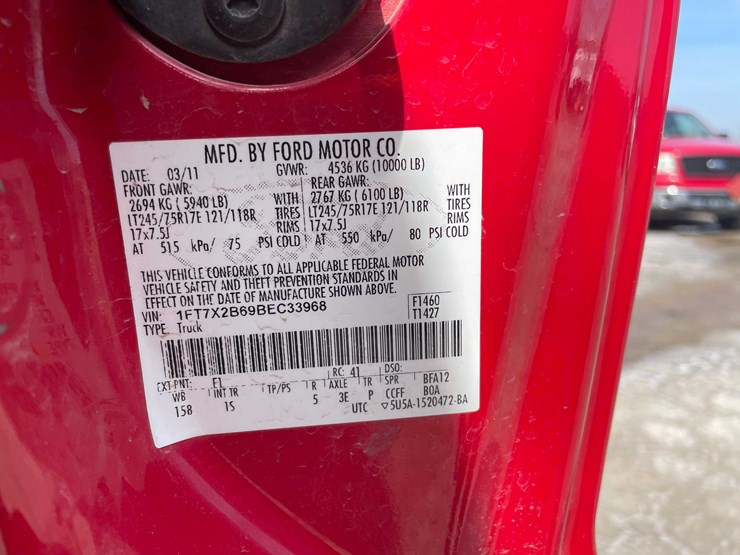 MFD. BY FORD MOTOR CO.
DATE: 03/11 GVWR: 4536 KG (10000 LB)
FRONT GAWR: REAR GAWR:
2694 KG ( 5940 LB) WITH 2767 KG ( 6100 LB) WITH
LT245/75R17E 121/118R TIRES LT245/75R17E 121/118R TIRES
17x7.5J RIMS 17x7.5J RIMS
AT 515 kPa/ 75 PSI COLD AT 550 kPa/ 80 PSI COLD
THIS VEHICLE CONFORMS TO ALL APPLICABLE FEDERAL MOTOR
VEHICLE SAFETY AND THEFT PREVENTION STANDARDS IN
EFFECT ON THE DATE OF MANUFACTURE SHOWN ABOVE.
VIN: 1FT7X2B69BEC33968 F1460
TYPE: Truck T1427
EXT PNT: F1 RC: 41 DSO:
WB INT TR TP/PS R AXLE TR SPR BFA12
158 1S 5 3E P CCFF BOA
UTC ▽5U5A-1520472-BA